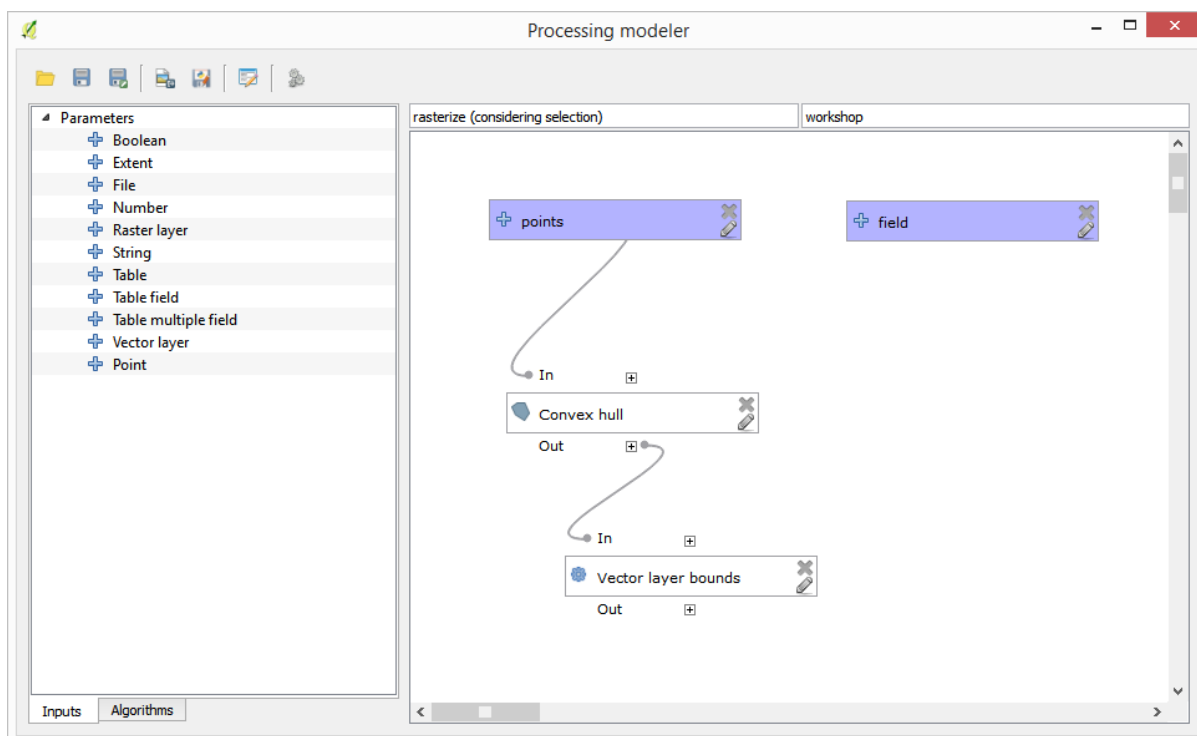 Processing modeler
Parameters
Boolean
Extent
File
Number
Raster layer
String
Table
Table field
Table multiple field
Vector layer
Point
Inputs
Algorithms
rasterize (considering selection)
workshop
points
field
In
Convex hull
Out
In
Vector layer bounds
Out